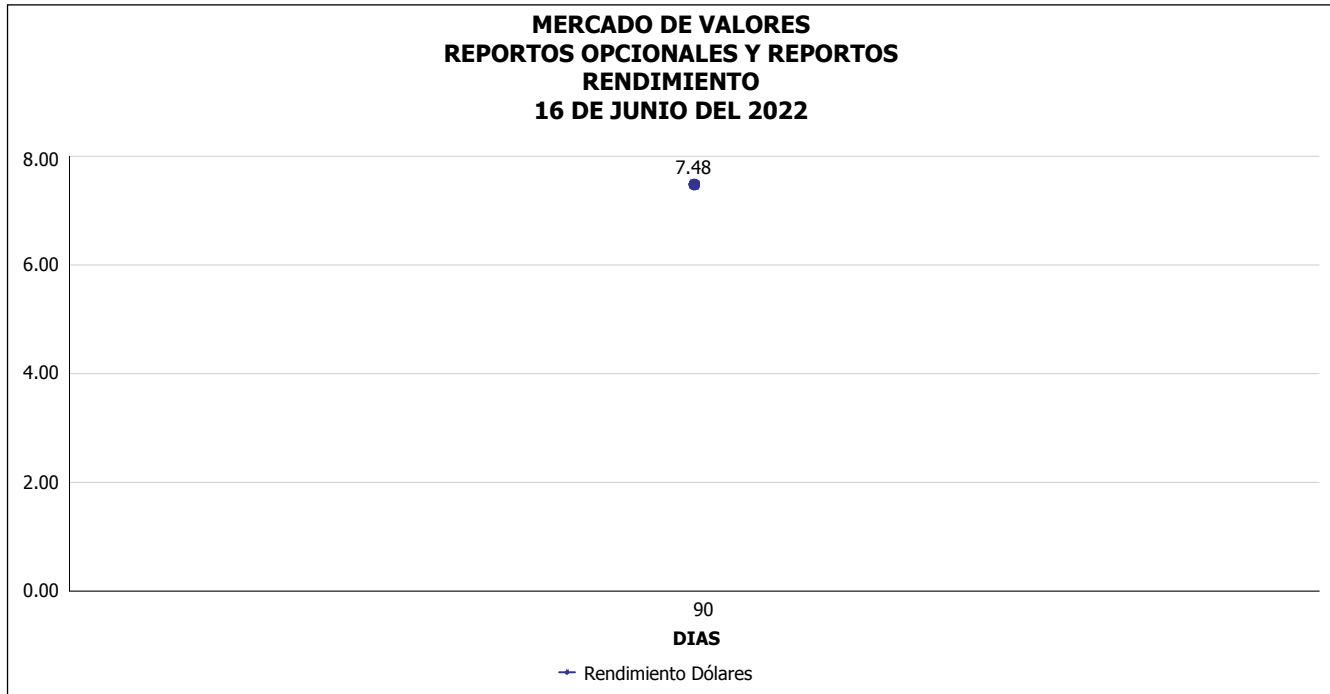 MERCADO DE VALORES
REPORTOS OPCIONALES Y REPORTOS
RENDIMIENTO
16 DE JUNIO DEL 2022
8.00
7.48
6.00
4.00
2.00
0.00
90
DIAS
Rendimiento Dólares